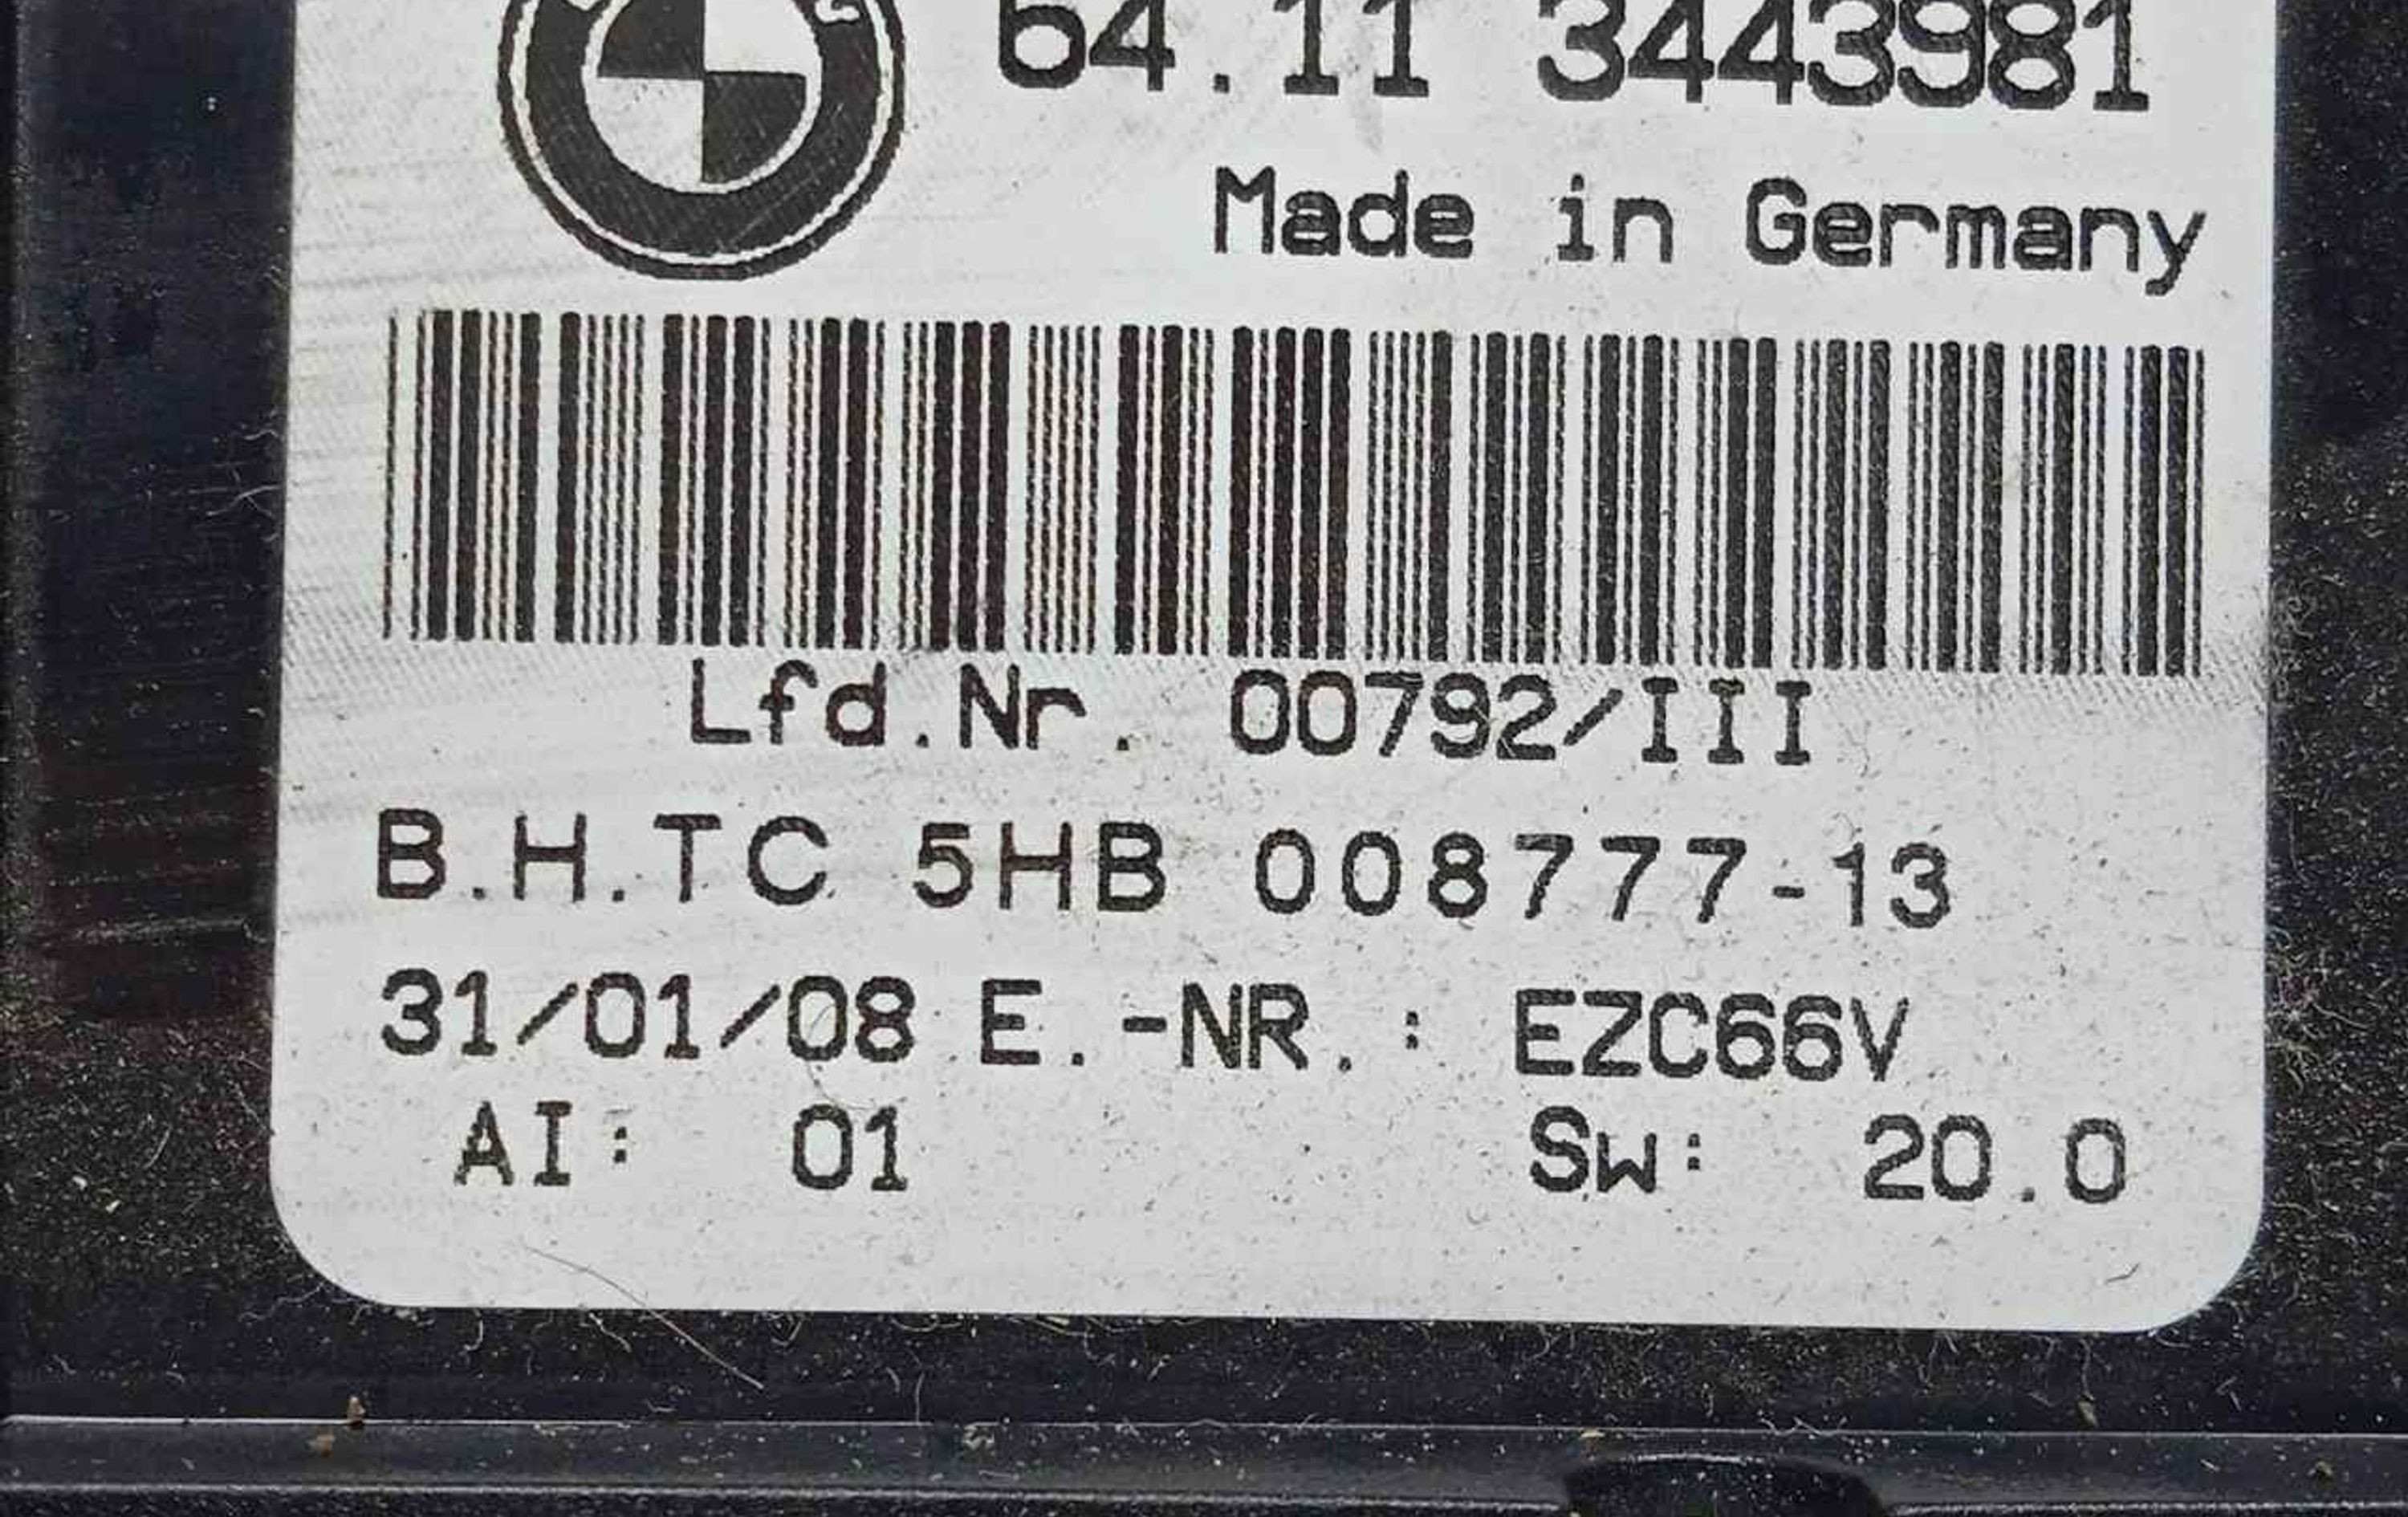 64.11 3443981
Made in Germany
Lfd.Nr. 00792/III
B.H.TC 5HB 008777-13
31/01/08 E.-NR.: EZC66V
AI: 01 Sw: 20.0